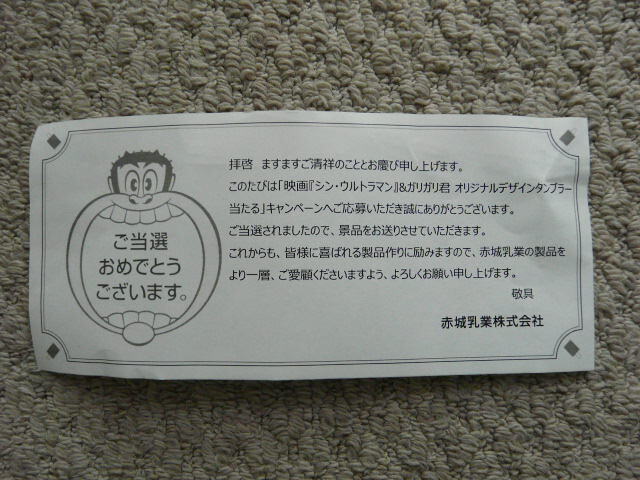 ご当選
おめでとう
ございます。
拝啓 ますますご清祥のこととお慶び申し上げます。
このたびは「映画『シン・ウルトラマン』&ガリガリ君 オリジナルデザインタンブラー
当たる」キャンペーンへご応募いただき誠にありがとうございます。
ご当選されましたので、景品をお送りさせていただきます。
これからも、皆様に喜ばれる製品作りに励みますので、赤城乳業の製品を
より一層、ご愛顧くださいますよう、よろしくお願い申し上げます。
敬具
赤城乳業株式会社